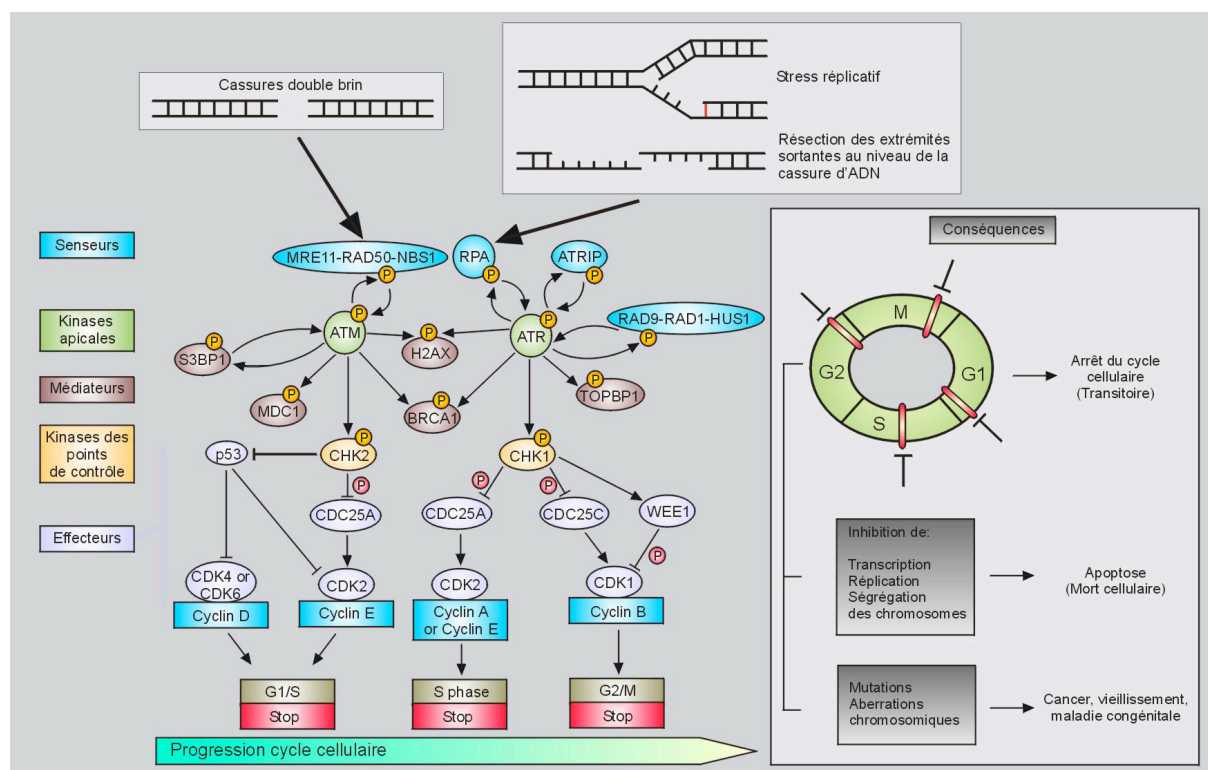 Cassures double brin
Stress réplicatif
Résection des extrémités
sortantes au niveau de la
cassure d'ADN
Senseurs
MRE11-RAD50-NBS1
P
RPA
P
ATRIP
P
Conséquences
Kinases
apicales
P
ATM
P
ATR
RAD9-RAD1-HUS1
P
P
S3BP1
P
H2AX
Médiateurs
P
MDC1
P
BRCA1
P
TOPBP1
Kinases des
points
de contrôle
p53
P
CHK2
P
CHK1
P
P
P
CDC25A
CDC25A
CDC25C
WEE1
Effecteurs
P
CDK4 or
CDK6
CDK2
CDK2
CDK1
Cyclin D
Cyclin E
Cyclin A
or Cyclin E
Cyclin B
G1/S
Stop
S phase
Stop
G2/M
Stop
Progression cycle cellulaire
M
G2
G1
S
Arrêt du cycle
cellulaire
(Transitoire)
Inhibition de:
Transcription
Réplication
Ségrégation
des chromosomes
Apoptose
(Mort cellulaire)
Mutations
Aberrations
chromosomiques
Cancer, vieillissement,
maladie congénitale